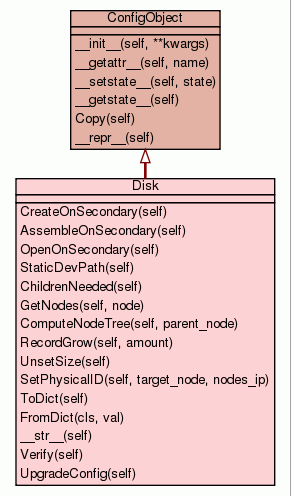 ConfigObject
__init__(self, **kwargs)
__getattr__(self, name)
__setstate__(self, state)
__getstate__(self)
Copy(self)
__repr__(self)
Disk
CreateOnSecondary(self)
AssembleOnSecondary(self)
OpenOnSecondary(self)
StaticDevPath(self)
ChildrenNeeded(self)
GetNodes(self, node)
ComputeNodeTree(self, parent_node)
RecordGrow(self, amount)
UnsetSize(self)
SetPhysicalID(self, target_node, nodes_ip)
ToDict(self)
FromDict(cls, val)
__str__(self)
Verify(self)
UpgradeConfig(self)